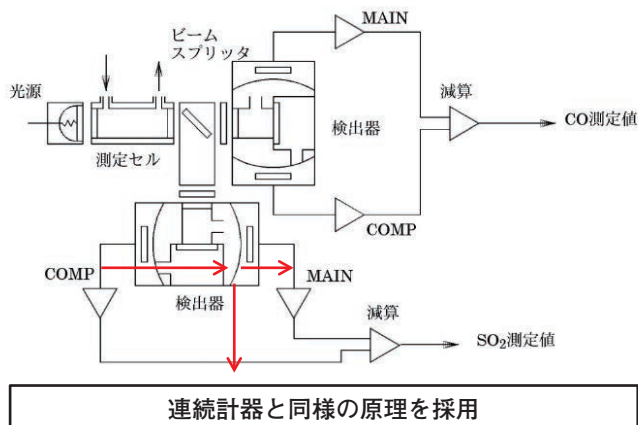 ビーム
スプリッタ
MAIN
光源
減算
検出器
CO測定値
測定セル
COMP
COMP
MAIN
検出器
減算
SO₂測定値
連続計器と同様の原理を採用